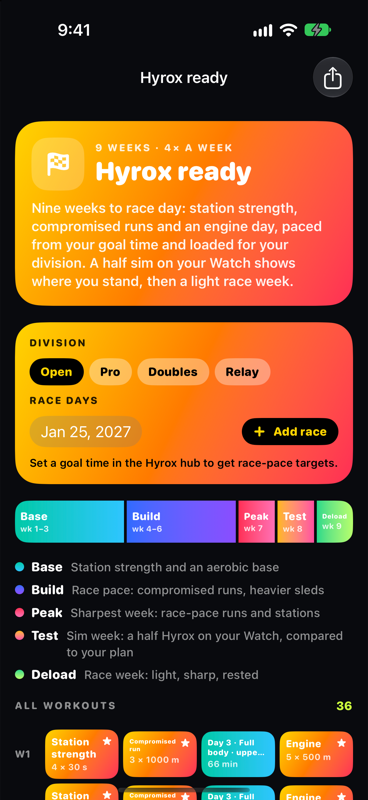 9:41
Hyrox ready
9 WEEKS · 4× A WEEK
Hyrox ready
Nine weeks to race day: station strength,
compromised runs and an engine day, paced
from your goal time and loaded for your
division. A half sim on your Watch shows
where you stand, then a light race week.
DIVISION
Open Pro Doubles Relay
RACE DAYS
Jan 25, 2027 + Add race
Set a goal time in the Hyrox hub to get race-pace targets.
Base Build Peak Test Deload
wk 1–3 wk 4–6 wk 7 wk 8 wk 9
Base Station strength and an aerobic base
Build Race pace: compromised runs, heavier sleds
Peak Sharpest week: race-pace runs and stations
Test Sim week: a half Hyrox on your Watch, compared
to your plan
Deload Race week: light, sharp, rested
ALL WORKOUTS 36
W1
Station
strength
4 × 30 s
Compromised
run
3 × 1000 m
Day 3 · Full
body · uppe...
66 min
Engine
5 × 500 m
Station
Compromised
Day 3 · Full
Engine